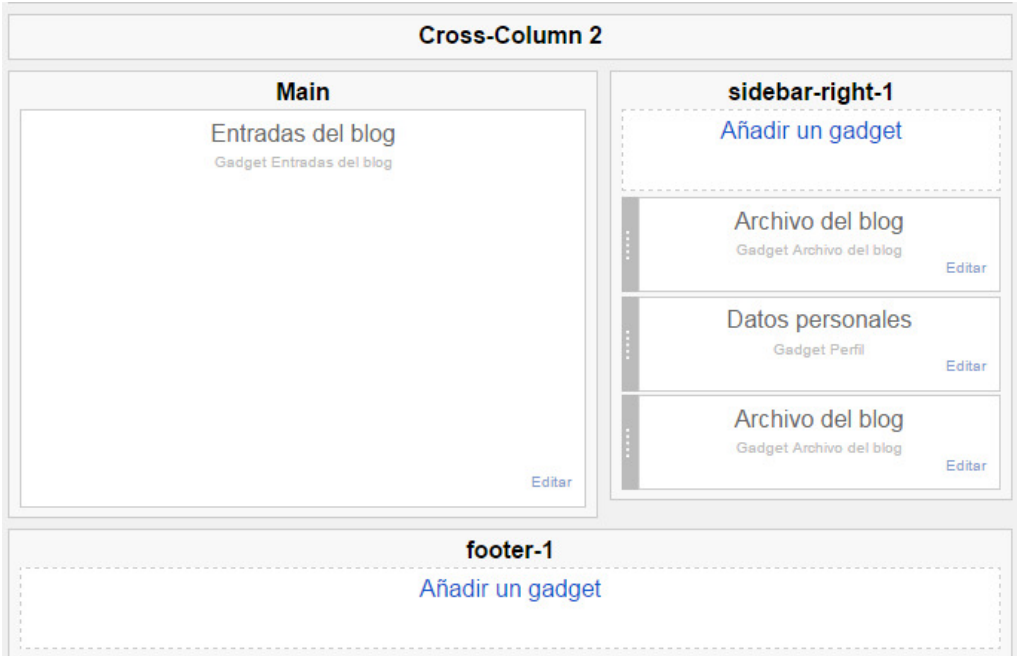 Cross-Column 2
Main
Entradas del blog
Gadget Entradas del blog
Editar
sidebar-right-1
Añadir un gadget
Archivo del blog
Gadget Archivo del blog
Editar
Datos personales
Gadget Perfil
Editar
Archivo del blog
Gadget Archivo del blog
Editar
footer-1
Añadir un gadget